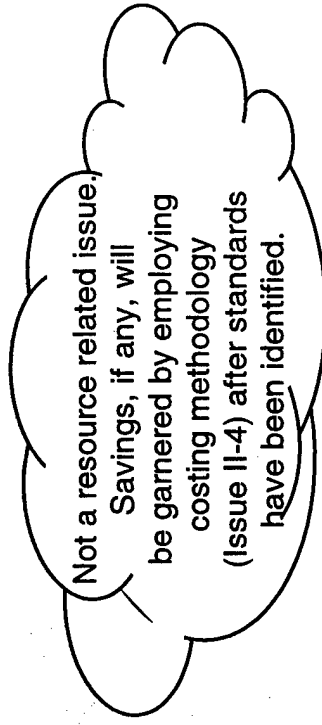 Not a resource related issue.
Savings, if any, will
be garnered by employing
costing methodology
(Issue II-4) after standards
have been identified.